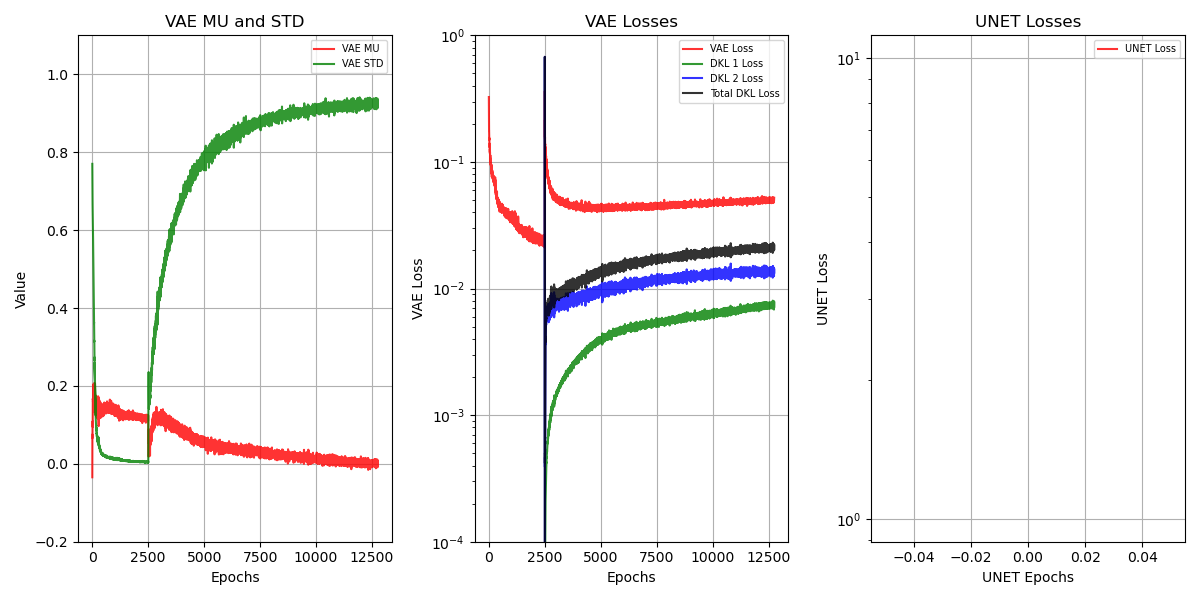 VAE MU and STD
VAE MU
VAE STD
Value
1.0
0.8
0.6
0.4
0.2
0.0
−0.2
0
2500
5000
7500
10000
12500
Epochs
VAE Losses
VAE Loss
DKL 1 Loss
DKL 2 Loss
Total DKL Loss
VAE Loss
10⁰
10⁻¹
10⁻²
10⁻³
10⁻⁴
0
2500
5000
7500
10000
12500
Epochs
UNET Losses
UNET Loss
UNET Loss
10¹
10⁰
−0.04
−0.02
0.00
0.02
0.04
UNET Epochs